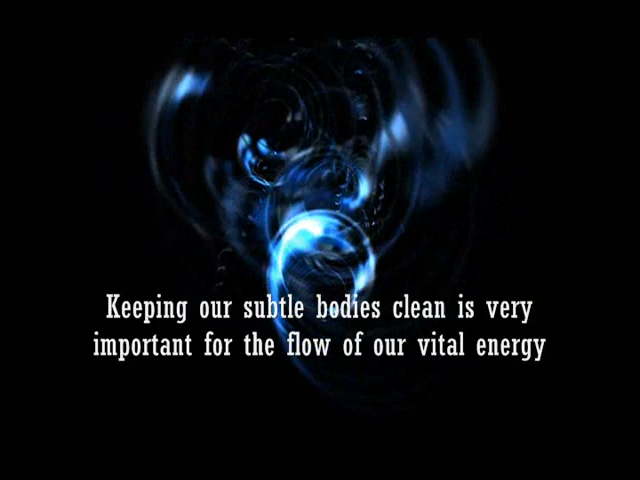 Keeping our subtle bodies clean is very
important for the flow of our vital energy